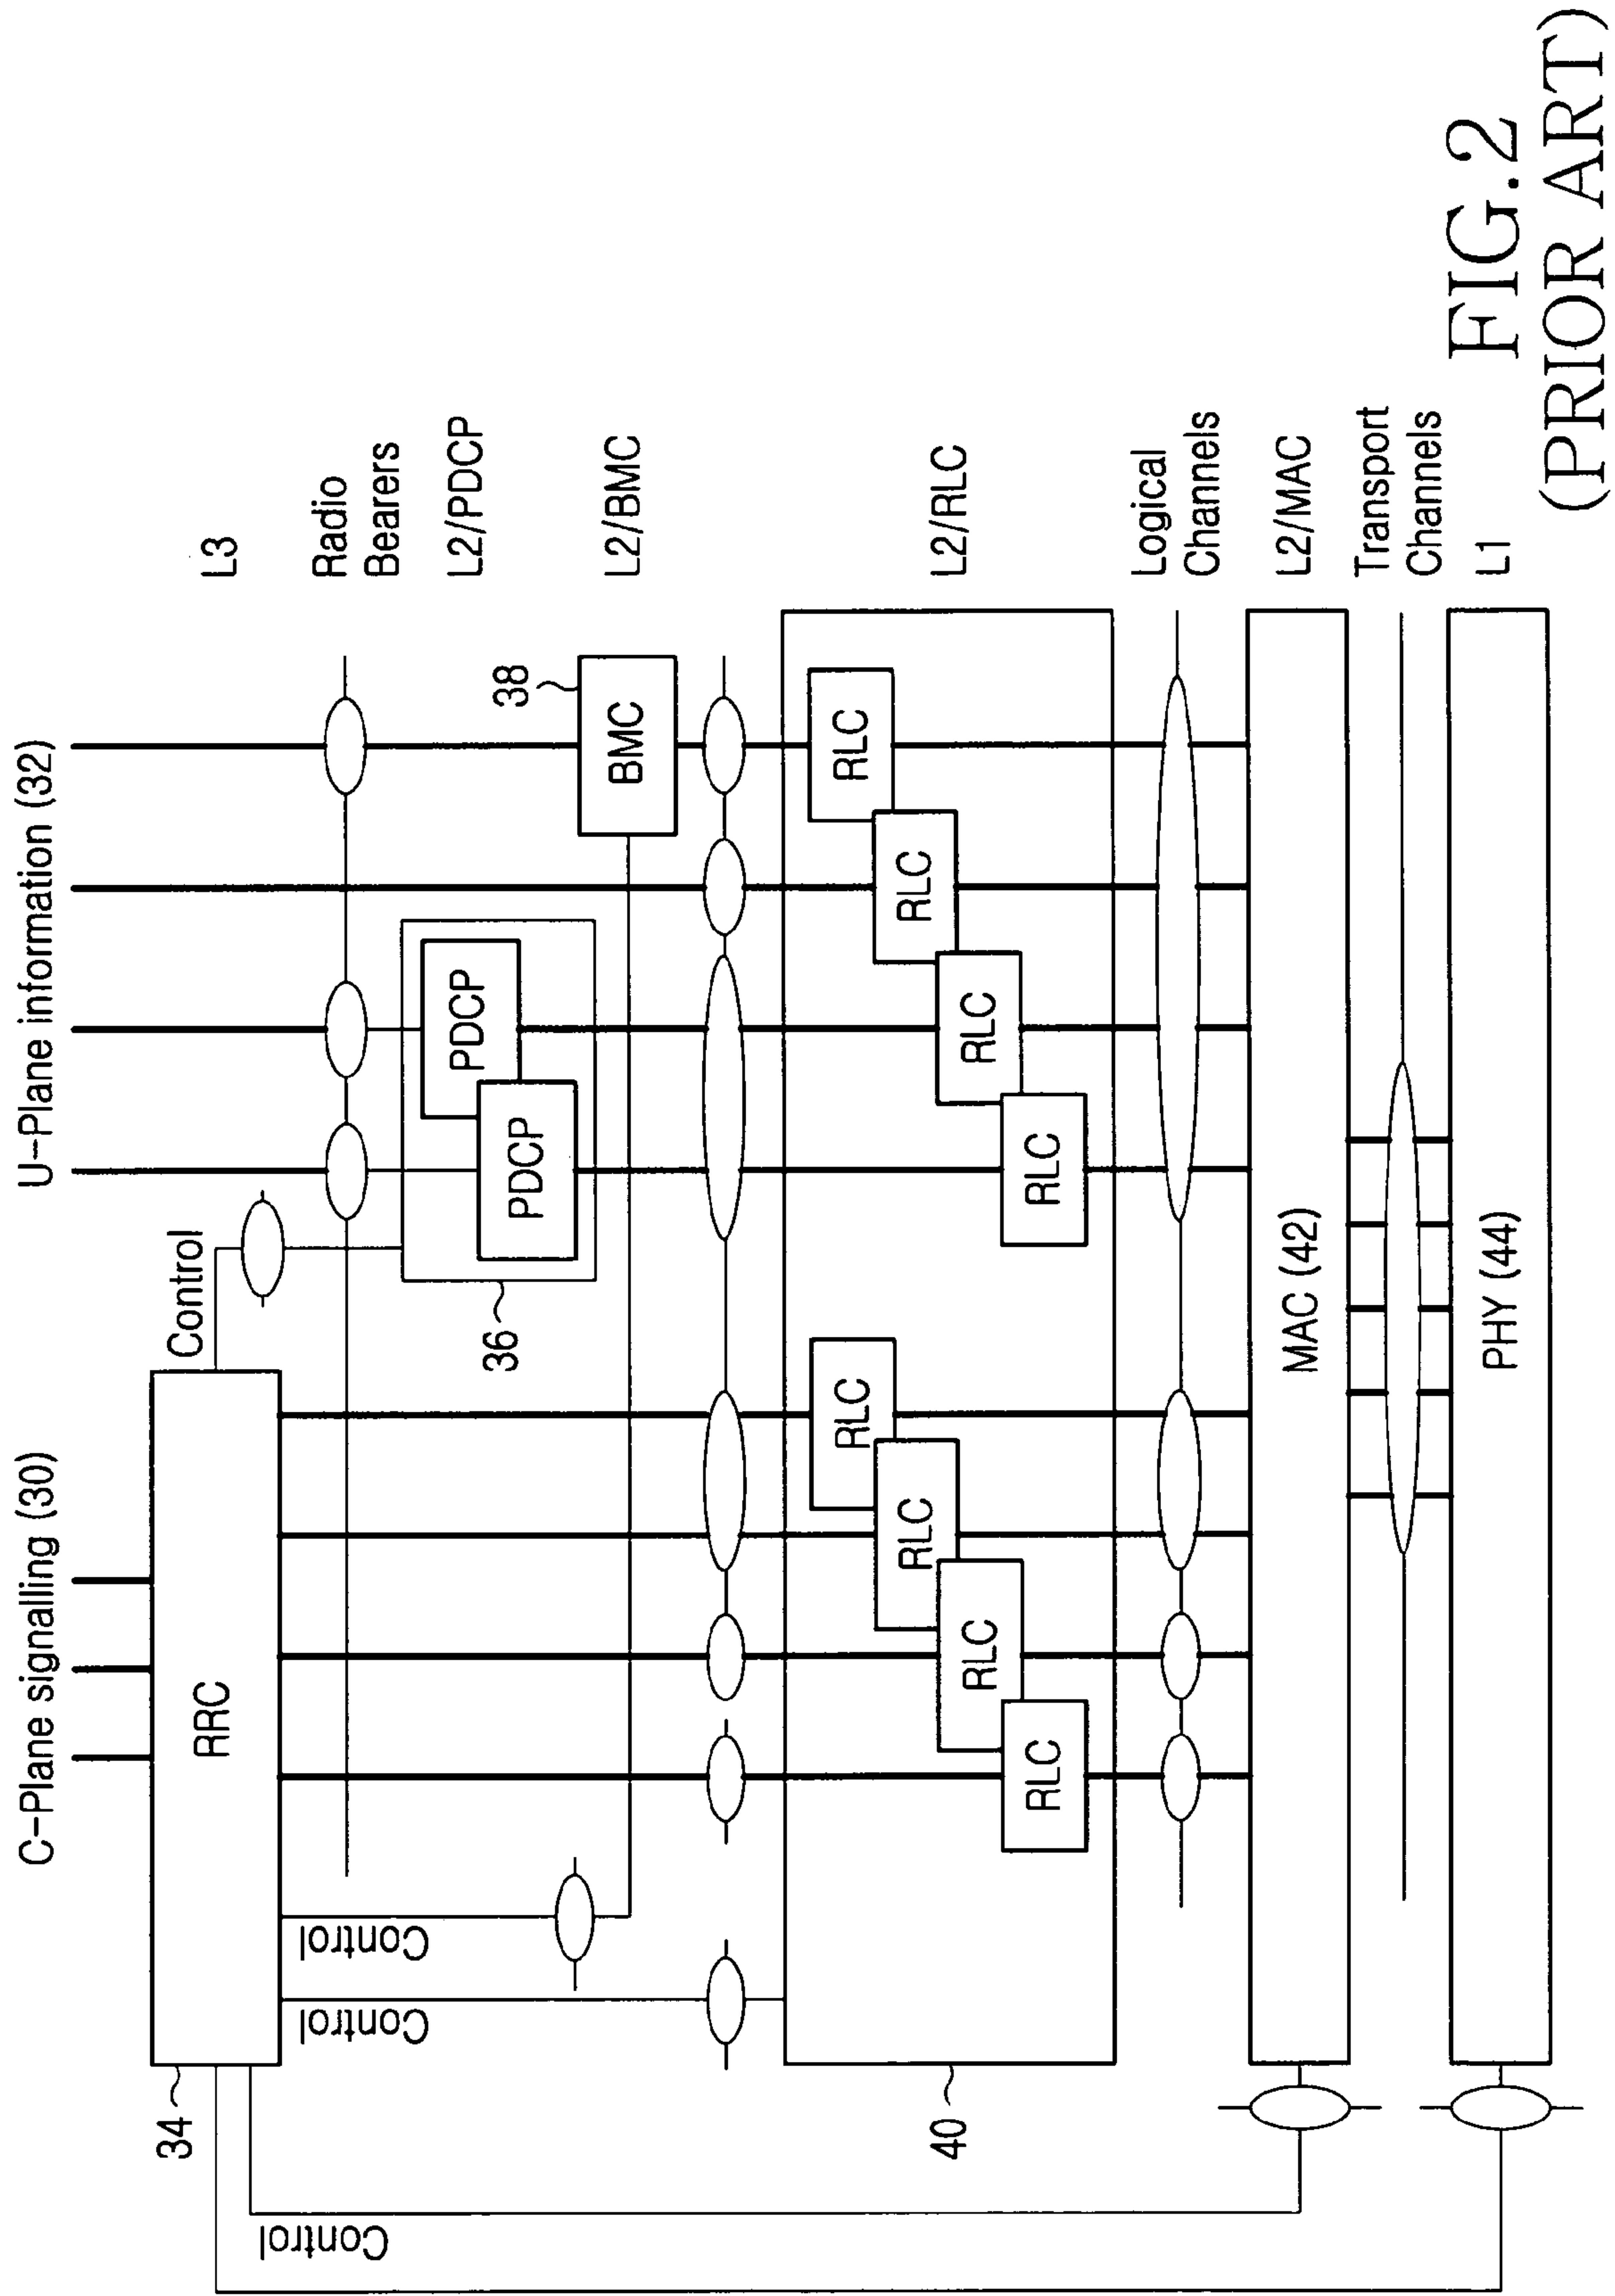 C-Plane signalling (30)
U-Plane information (32)
34
RRC
Control
L3
Control
Control
Control
Radio
Bearers
36
PDCP
PDCP
L2/PDCP
38
BMC
L2/BMC
40
RLC
RLC
RLC
RLC
RLC
RLC
RLC
RLC
L2/RLC
Logical
Channels
MAC (42)
L2/MAC
Transport
Channels
PHY (44)
L1
FIG.2
(PRIOR ART)